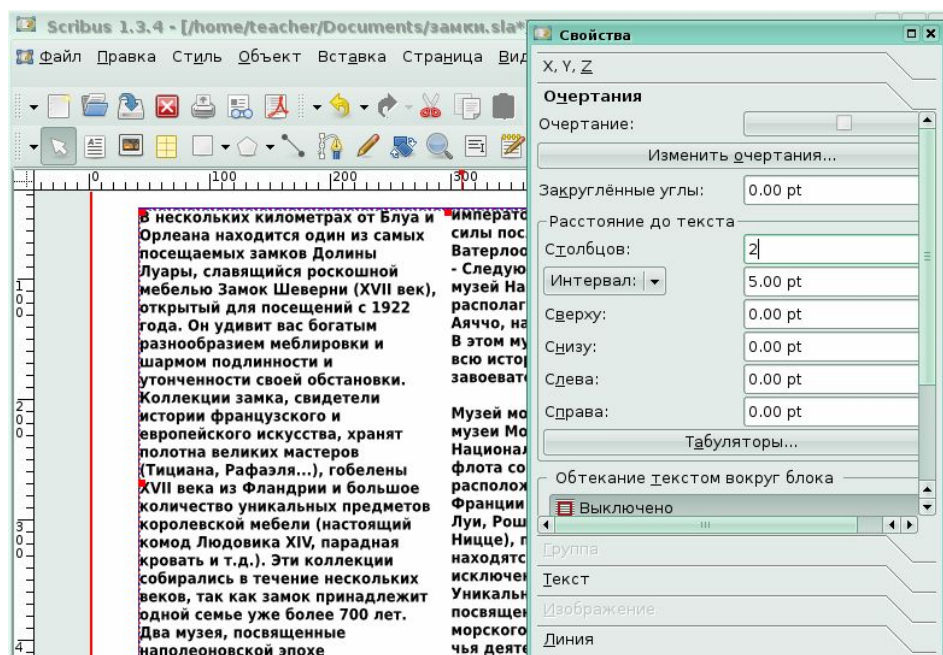 Scribus 1.3.4 - [/home/teacher/Documents/замки.sla*
Файл Правка Стиль Объект Вставка Страница Вид
0 100 200 300
100
200
300
4
В нескольких километрах от Блуа и
Орлеана находится один из самых
посещаемых замков Долины
Луары, славящийся роскошной
мебелью Замок Шеверни (XVII век),
открытый для посещений с 1922
года. Он удивит вас богатым
разнообразием меблировки и
шармом подлинности и
утонченности своей обстановки.
Коллекции замка, свидетели
истории французского и
европейского искусства, хранят
полотна великих мастеров
(Тициана, Рафаэля...), гобелены
XVII века из Фландрии и большое
количество уникальных предметов
королевской мебели (настоящий
комод Людовика XIV, парадная
кровать и т.д.). Эти коллекции
собирались в течение нескольких
веков, так как замок принадлежит
одной семье уже более 700 лет.
Два музея, посвященные
наполеоновской эпохе
императо
силы пос
Ватерлоо
- Следую
музей На
располаг
Аяччо, на
В этом му
всю истор
завоевате
Музей мо
музеи Мо
Национал
флота со
располож
Франции
Луи, Рош
Ницце), п
находятс
исключен
Уникальн
посвящен
морского
чья деяте
Свойства
X, Y, Z
Очертания
Очертание:
Изменить очертания...
Закруглённые углы: 0.00 pt
Расстояние до текста
Столбцов: 2
Интервал: 5.00 pt
Сверху: 0.00 pt
Снизу: 0.00 pt
Слева: 0.00 pt
Справа: 0.00 pt
Табуляторы...
Обтекание текстом вокруг блока
Выключено
Группа
Текст
Изображение
Линия